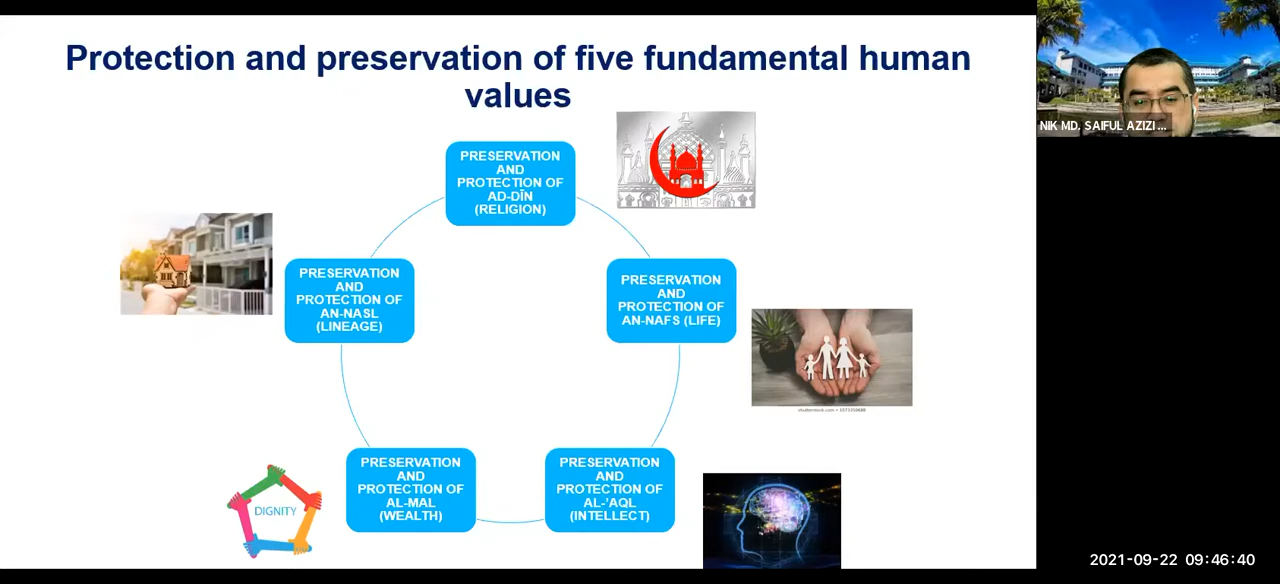 Protection and preservation of five fundamental human
values
PRESERVATION
AND
PROTECTION OF
AD-DĪN
(RELIGION)
PRESERVATION
AND
PROTECTION OF
AN-NASL
(LINEAGE)
PRESERVATION
AND
PROTECTION OF
AN-NAFS (LIFE)
PRESERVATION
AND
PROTECTION OF
AL-MAL
(WEALTH)
PRESERVATION
AND
PROTECTION OF
AL-'AQL
(INTELLECT)
DIGNITY
NIK MD. SAIFUL AZIZI ...
2021-09-22 09:46:40